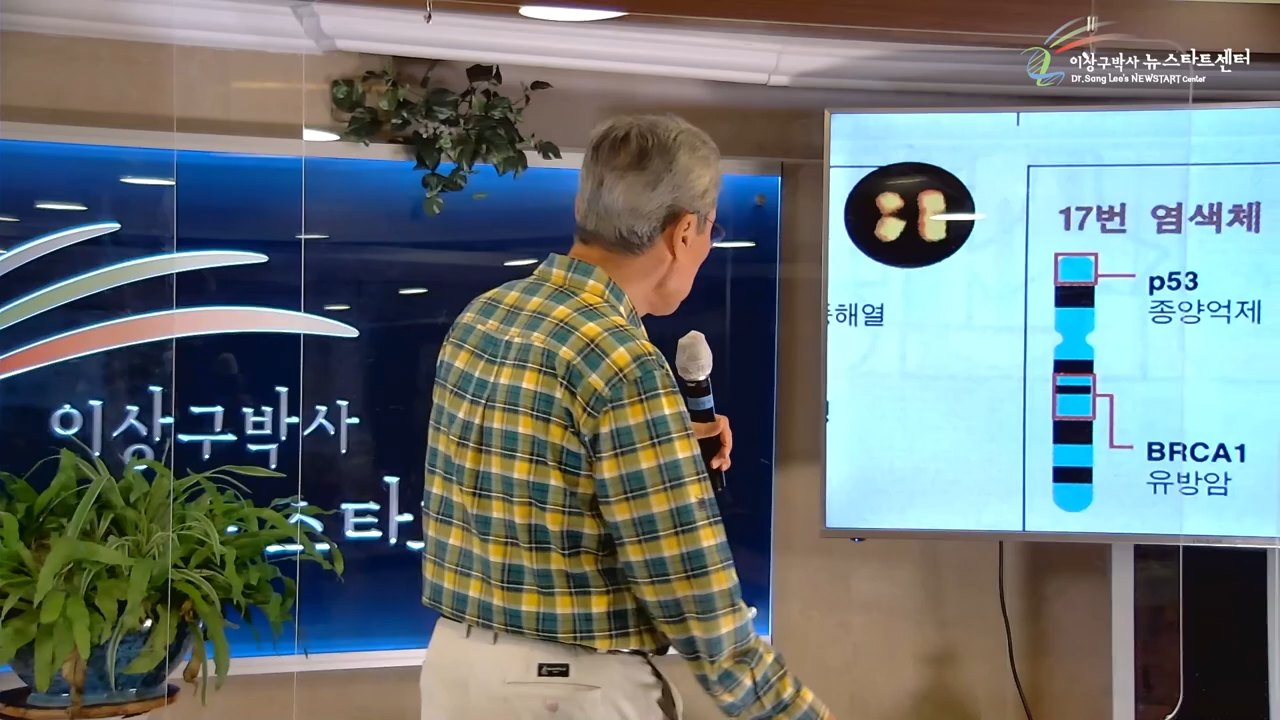 이상구박사 뉴스타트센터
Dr. Sang Lee's NEWSTART Center
이상구박사
스타
17번 염색체
p53
종양억제
해열
BRCA1
유방암